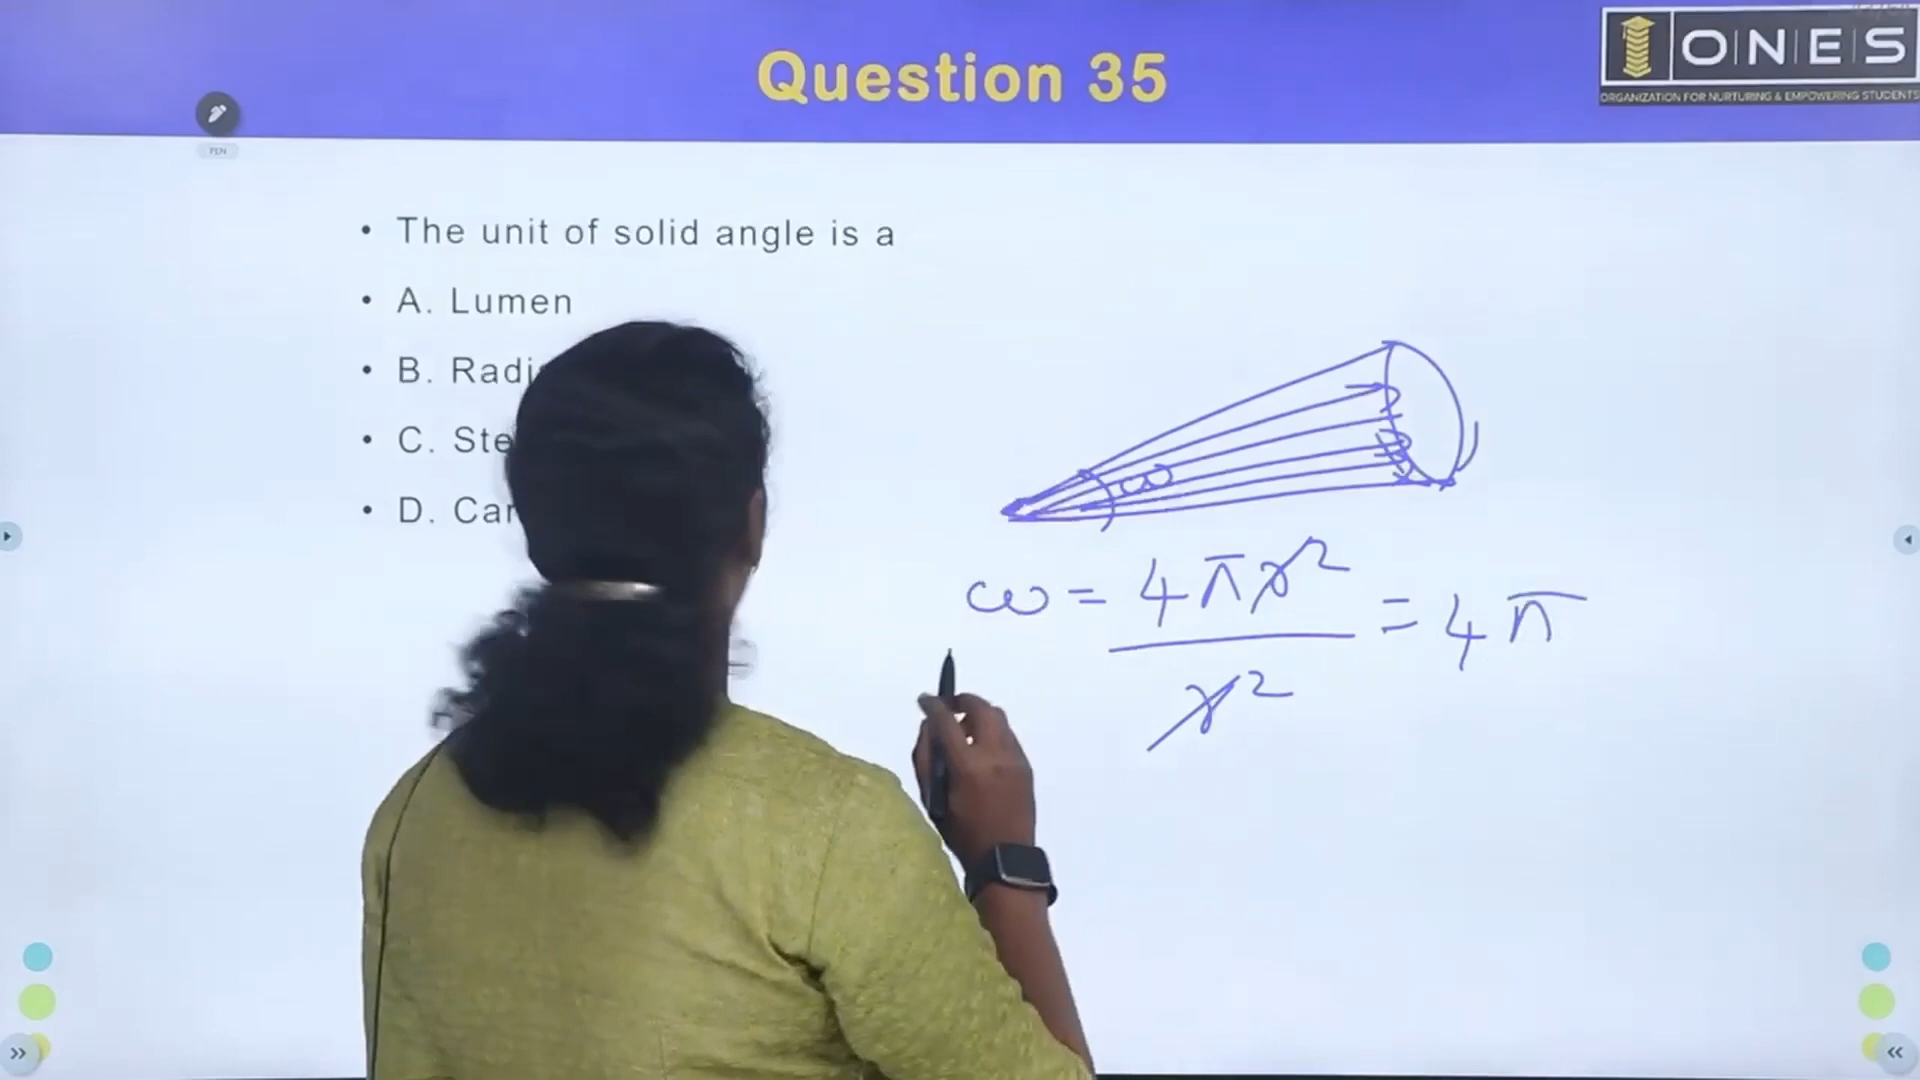 Question 35
O|N|E|S
ORGANIZATION FOR NURTURING & EMPOWERING STUDENTS
PEN
• The unit of solid angle is a
• A. Lumen
• B. Radi
• C. Ste
• D. Car
ω
ω = 4πr² / r² = 4π